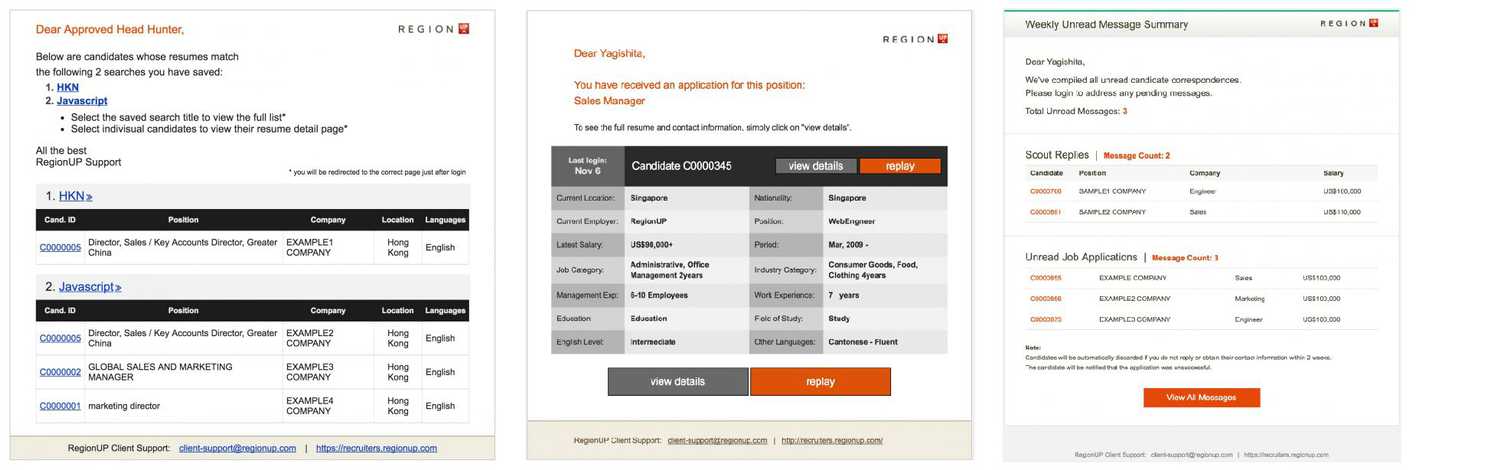 Dear Approved Head Hunter,
REGION UP
Below are candidates whose resumes match
the following 2 searches you have saved:
1. HKN
2. Javascript
• Select the saved search title to view the full list*
• Select indivisual candidates to view their resume detail page*
All the best
RegionUP Support
* you will be redirected to the correct page just after login
1. HKN»
Cand. ID Position Company Location Languages
C0000005 Director, Sales / Key Accounts Director, Greater China EXAMPLE1 COMPANY Hong Kong English
2. Javascript»
Cand. ID Position Company Location Languages
C0000005 Director, Sales / Key Accounts Director, Greater China EXAMPLE2 COMPANY Hong Kong English
C0000002 GLOBAL SALES AND MARKETING MANAGER EXAMPLE3 COMPANY Hong Kong English
C0000001 marketing director EXAMPLE4 COMPANY Hong Kong English
RegionUP Client Support: client-support@regionup.com | https://recruiters.regionup.com
REGION UP
Dear Yagishita,
You have received an application for this position:
Sales Manager
To see the full resume and contact information, simply click on "view details".
Last login: Nov 6 Candidate C0000345 view details replay
Current Location: Singapore Nationality: Singapore
Current Employer: RegionUP Position: WebEngineer
Latest Salary: US$98,000+ Period: Mar, 2009 -
Job Category: Administrative, Office Management 2years Industry Category: Consumer Goods, Food, Clothing 4years
Management Exp: 6-10 Employees Work Experience: 7 years
Education Education Field of Study: Study
English Level: Intermeciate Other Languages: Cantonese - Fluent
view details replay
RegionUP Client Support: client-support@regionup.com | http://recruiters.regionup.com/
Weekly Unread Message Summary
REGION UP
Dear Yagishita,
We've compiled all unread candicate correspondences.
Please login to address any pending messages.
Total Unread Messages: 3
Scout Replies | Message Count: 2
Candidate Position Company Salary
C0003700 SAMPLE1 COMPANY Engineer US$100,000
SAMPLE2 COMPANY Sales US$110,000
Unread Job Applications | Message Count: 3
EXAMPLE COMPANY Sales US$103,000
EXAMPLE2 COMPANY Marketing US$103,000
C0003873 EXAMPLE3 COMPANY Engineer US$103,000
Note:
Candidates will be automatically discarded if you do not reply or obtain their contact information within 2 weeks.
The candidate will be notified that the application was unsuccessful.
View All Messages
RegionUP Client Support: client-support@regionup.com | https://recruiters.regionup.com